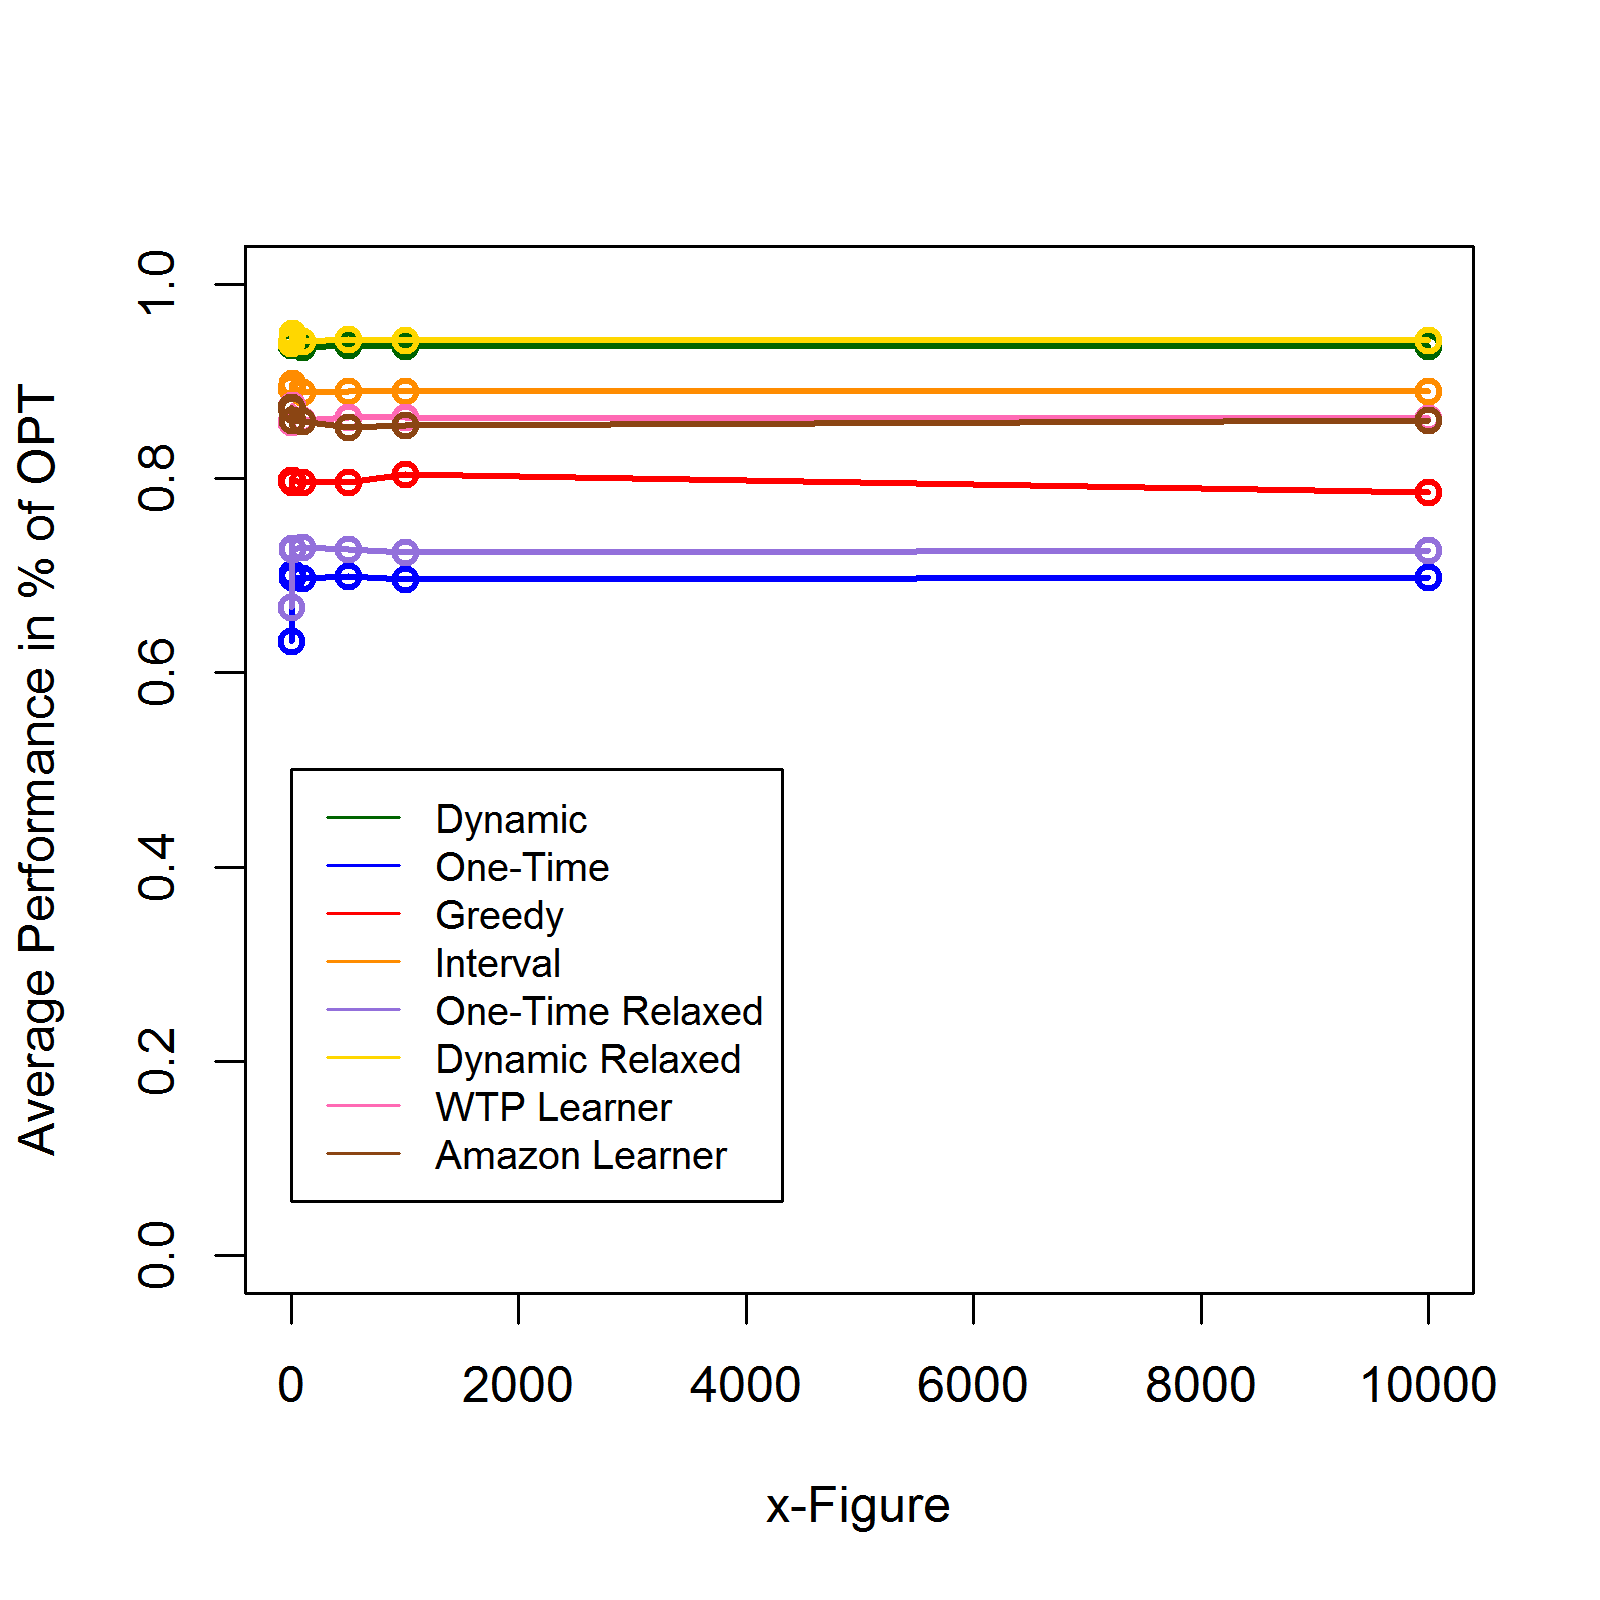 Average Performance in % of OPT
1.0
0.8
0.6
0.4
0.2
0.0
Dynamic
One-Time
Greedy
Interval
One-Time Relaxed
Dynamic Relaxed
WTP Learner
Amazon Learner
0 2000 4000 6000 8000 10000
x-Figure